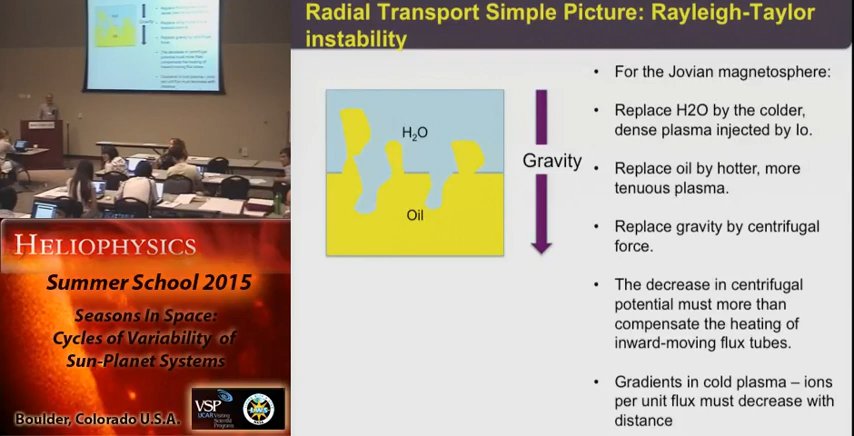 Radial Transport Simple Picture: Rayleigh-Taylor
instability
H2O
Oil
Gravity
• For the Jovian magnetosphere:
• Replace H2O by the colder,
dense plasma injected by Io.
• Replace oil by hotter, more
tenuous plasma.
• Replace gravity by centrifugal
force.
• The decrease in centrifugal
potential must more than
compensate the heating of
inward-moving flux tubes.
• Gradients in cold plasma – ions
per unit flux must decrease with
distance
Gravity
HELIOPHYSICS
Summer School 2015
Seasons In Space:
Cycles of Variability of
Sun-Planet Systems
Boulder, Colorado U.S.A.
VSP
UCAR Visiting
Scientist
Programs